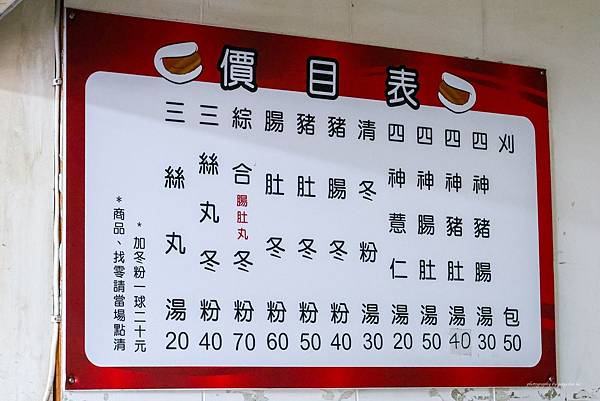 價目表
刈包50
四神豬腸湯30
四神豬肚湯40
四神腸肚湯50
四神薏仁湯20
清冬粉湯30
豬腸冬粉40
豬肚冬粉50
腸肚冬粉60
綜合腸肚丸冬粉70
三絲丸冬粉40
三絲丸湯20
*加冬粉一球二十元
*商品、找零請當場點清